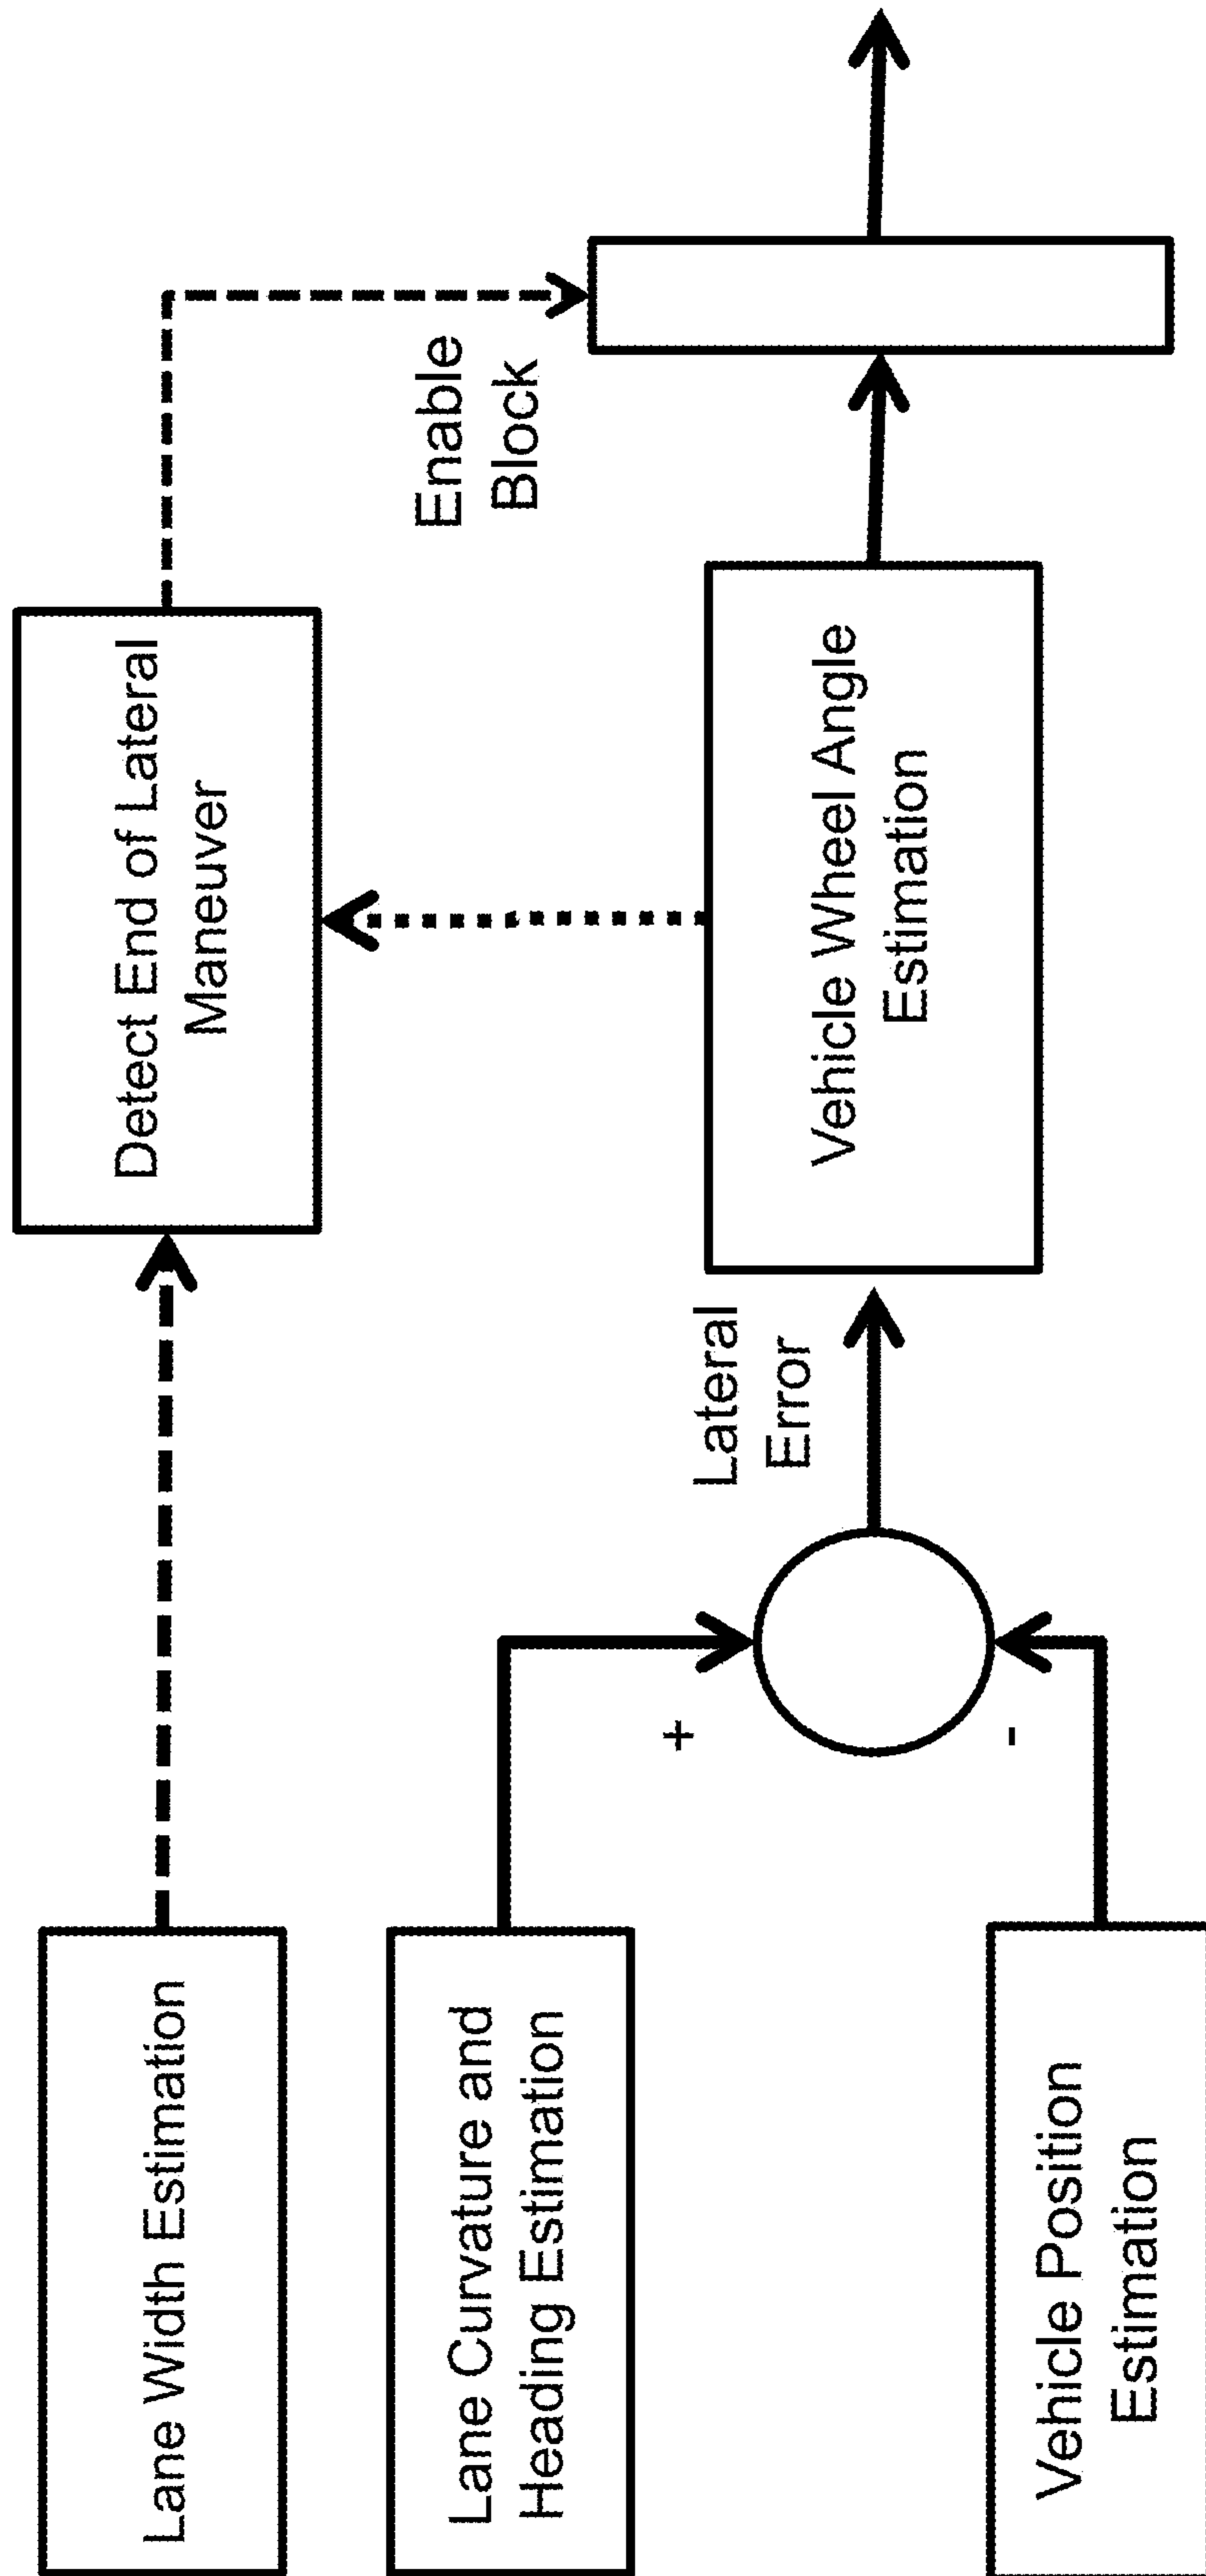 Lane Width Estimation
Detect End of Lateral
Maneuver
Enable
Block
Lane Curvature and
Heading Estimation
+
-
Lateral
Error
Vehicle Wheel Angle
Estimation
Vehicle Position
Estimation